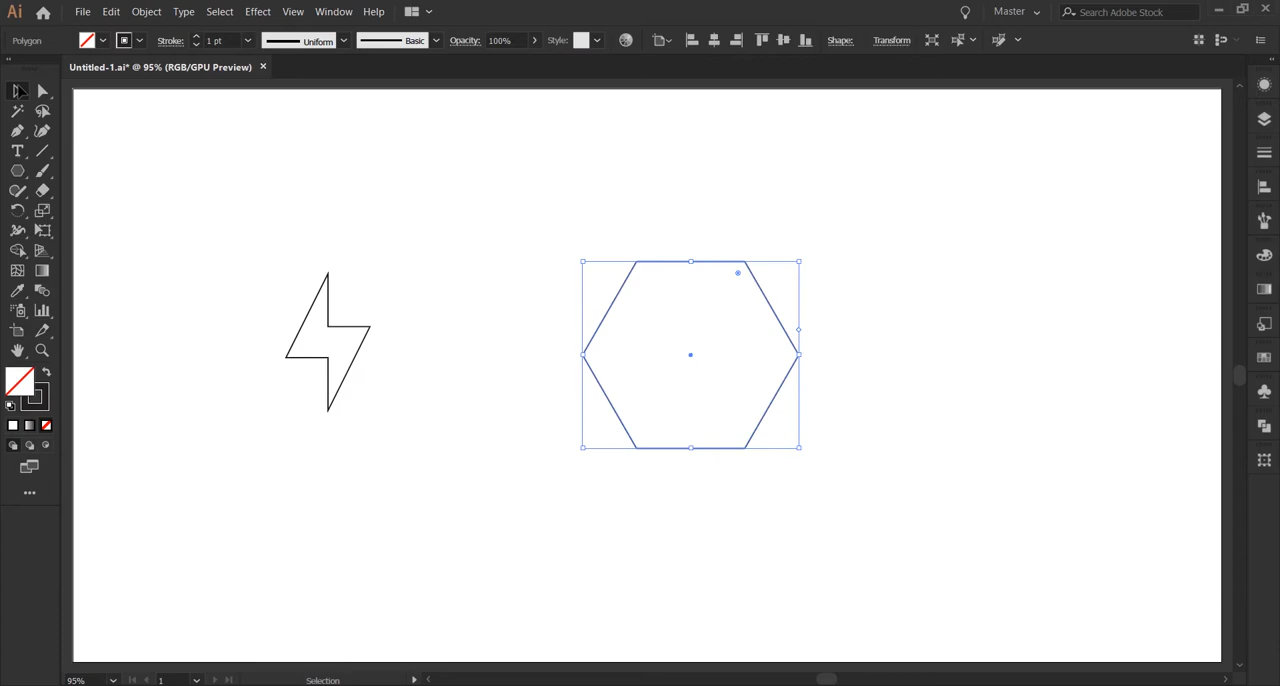 Ai File Edit Object Type Select Effect View Window Help Master Search Adobe Stock
Polygon Stroke: 1 pt Uniform Basic Opacity: 100% Style: Shape: Transform
Untitled-1.ai* @ 95% (RGB/GPU Preview)
95% 1 Selection